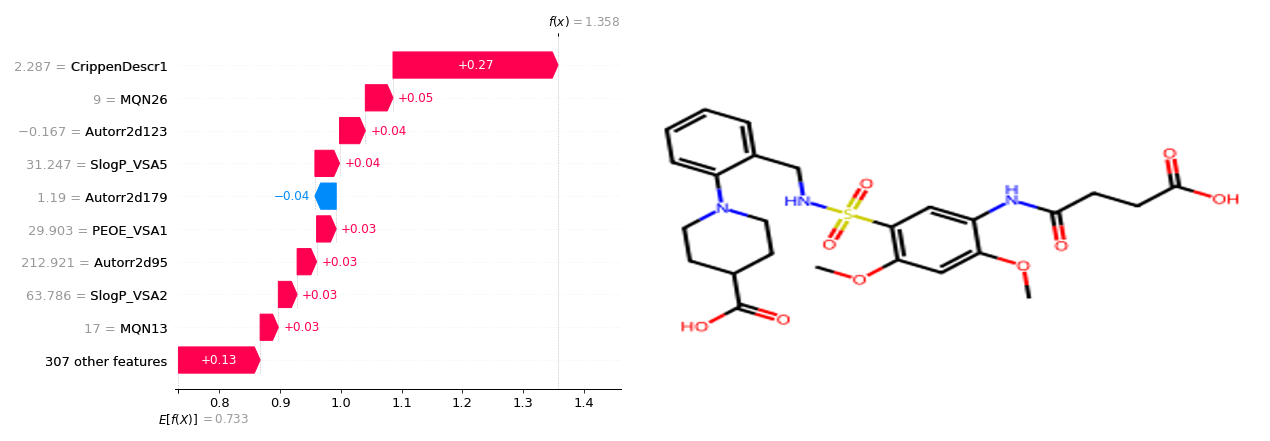 f(x) = 1.358
2.287 = CrippenDescr1
+0.27
9 = MQN26
+0.05
−0.167 = Autorr2d123
+0.04
31.247 = SlogP_VSA5
+0.04
1.19 = Autorr2d179
−0.04
29.903 = PEOE_VSA1
+0.03
212.921 = Autorr2d95
+0.03
63.786 = SlogP_VSA2
+0.03
17 = MQN13
+0.03
307 other features
+0.13
0.8 0.9 1.0 1.1 1.2 1.3 1.4
E[f(X)] = 0.733
O
H
O
HN
S
N
OH
N
O
O
O
O
O
HO
O